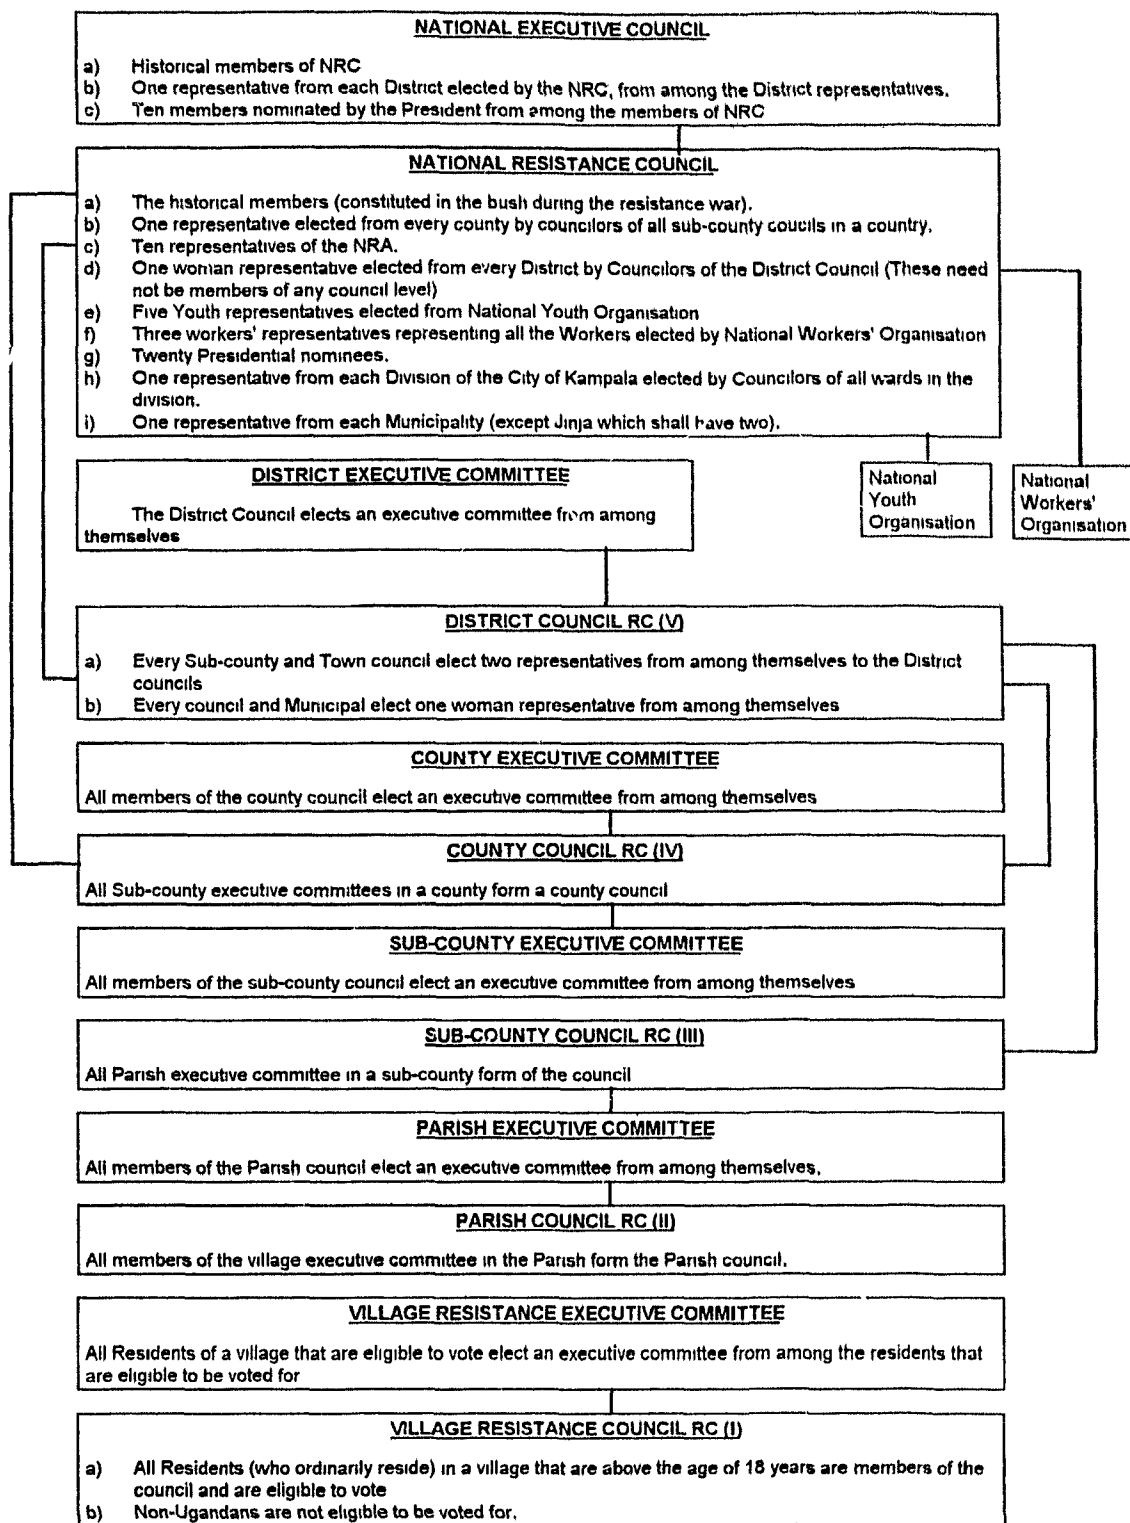 NATIONAL EXECUTIVE COUNCIL
a) Historical members of NRC
b) One representative from each District elected by the NRC, from among the District representatives.
c) Ten members nominated by the President from among the members of NRC
NATIONAL RESISTANCE COUNCIL
a) The historical members (constituted in the bush during the resistance war).
b) One representative elected from every county by councilors of all sub-county coucils in a country.
c) Ten representatives of the NRA.
d) One woman representative elected from every District by Councilors of the District Council (These need
not be members of any council level)
e) Five Youth representatives elected from National Youth Organisation
f) Three workers' representatives representing all the Workers elected by National Workers' Organisation
g) Twenty Presidential nominees.
h) One representative from each Division of the City of Kampala elected by Councilors of all wards in the
division.
i) One representative from each Municipality (except Jinja which shall have two).
DISTRICT EXECUTIVE COMMITTEE
The District Council elects an executive committee from among
themselves
National
Youth
Organisation
National
Workers'
Organisation
DISTRICT COUNCIL RC (V)
a) Every Sub-county and Town council elect two representatives from among themselves to the District
councils
b) Every council and Municipal elect one woman representative from among themselves
COUNTY EXECUTIVE COMMITTEE
All members of the county council elect an executive committee from among themselves
COUNTY COUNCIL RC (IV)
All Sub-county executive committees in a county form a county council
SUB-COUNTY EXECUTIVE COMMITTEE
All members of the sub-county council elect an executive committee from among themselves
SUB-COUNTY COUNCIL RC (III)
All Parish executive committee in a sub-county form of the council
PARISH EXECUTIVE COMMITTEE
All members of the Parish council elect an executive committee from among themselves.
PARISH COUNCIL RC (II)
All members of the village executive committee in the Parish form the Parish council.
VILLAGE RESISTANCE EXECUTIVE COMMITTEE
All Residents of a village that are eligible to vote elect an executive committee from among the residents that
are eligible to be voted for
VILLAGE RESISTANCE COUNCIL RC (I)
a) All Residents (who ordinarily reside) in a village that are above the age of 18 years are members of the
council and are eligible to vote
b) Non-Ugandans are not eligible to be voted for.